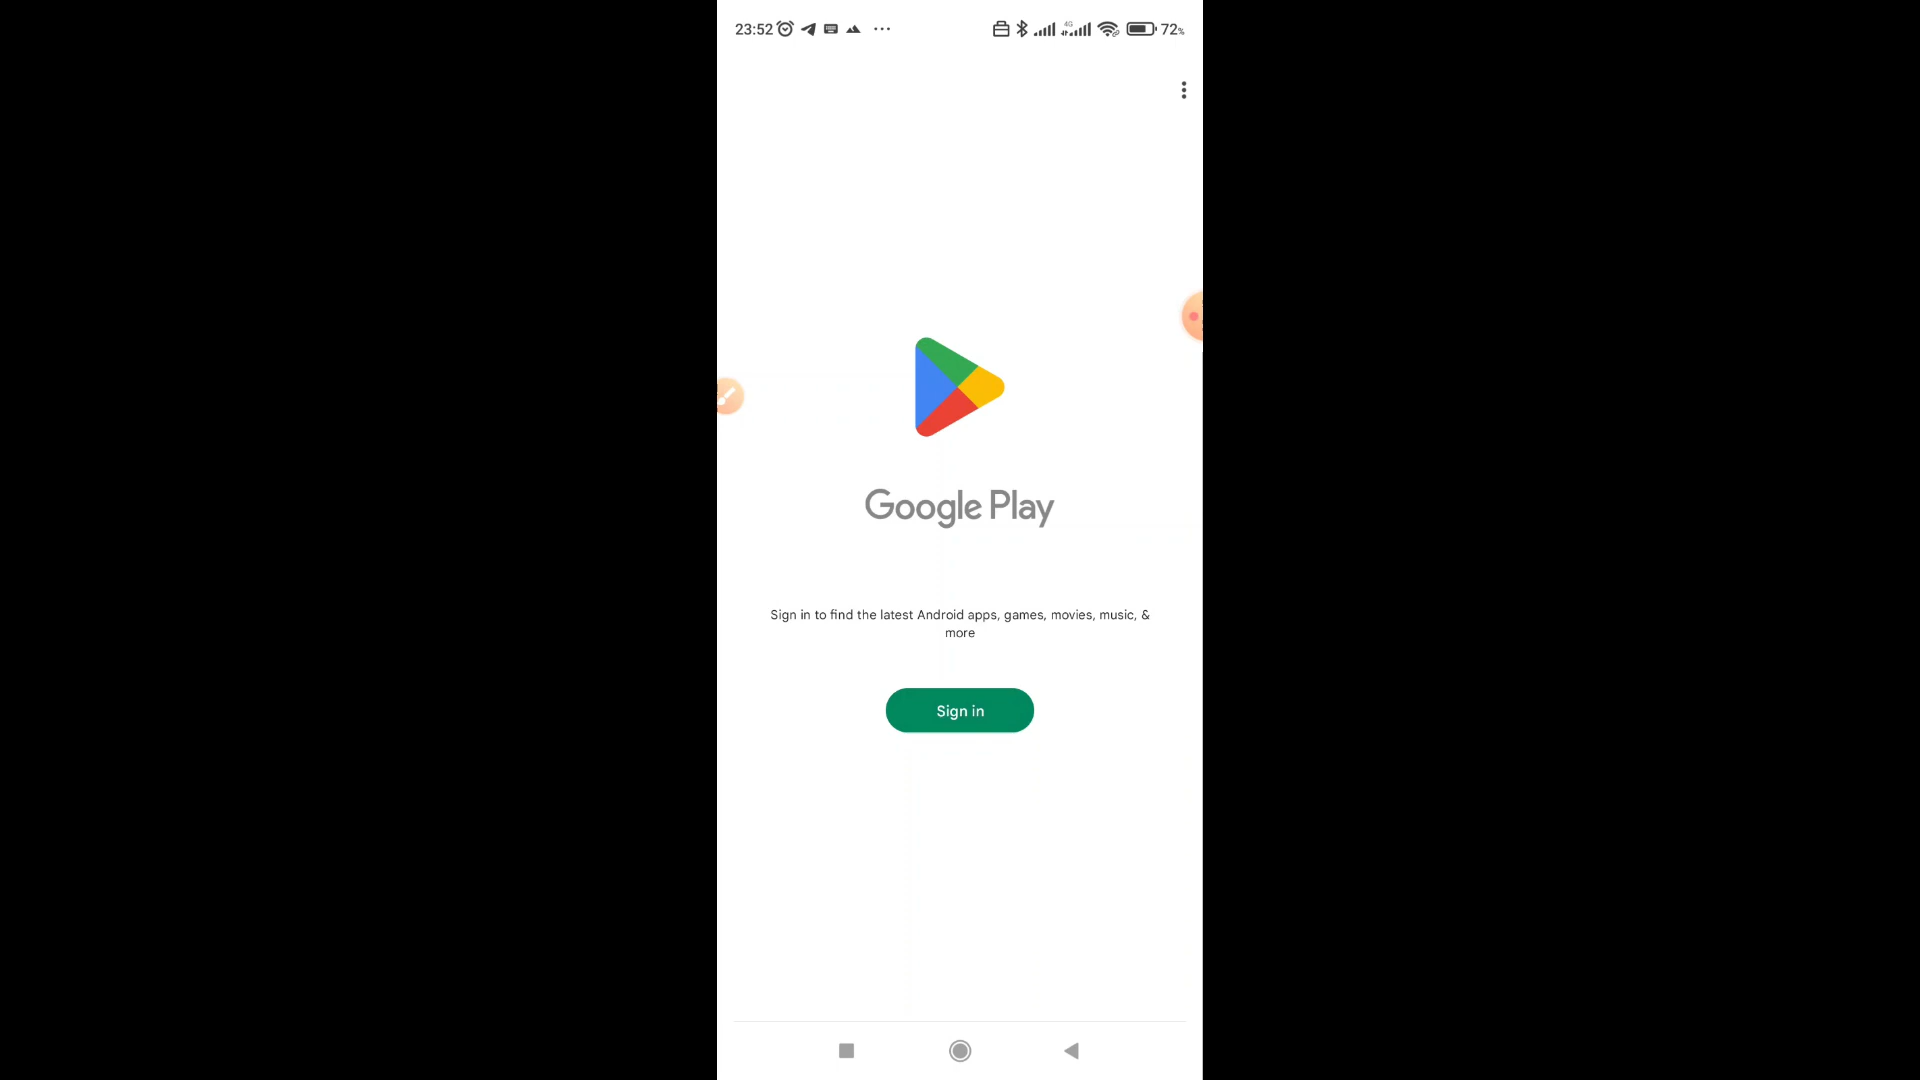 23:52 4G 72%
Google Play
Sign in to find the latest Android apps, games, movies, music, &
more
Sign in